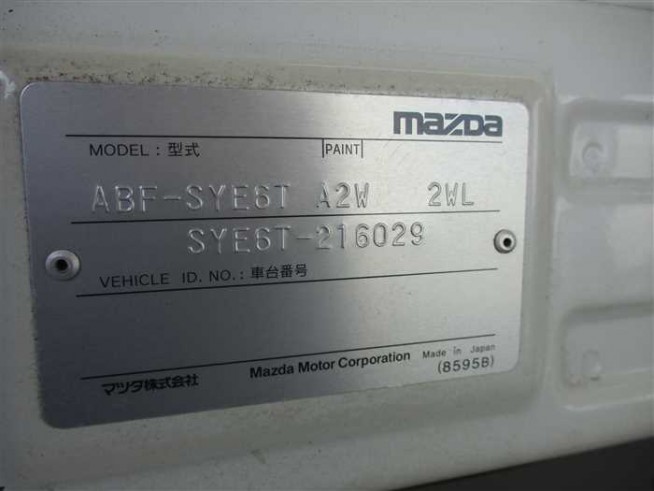 mazda
MODEL : 型式 |PAINT|
ABF-SYE6T A2W 2WL
SYE6T-216029
VEHICLE ID. NO. : 車台番号
マツダ株式会社 Mazda Motor Corporation Made in Japan
(8595B)